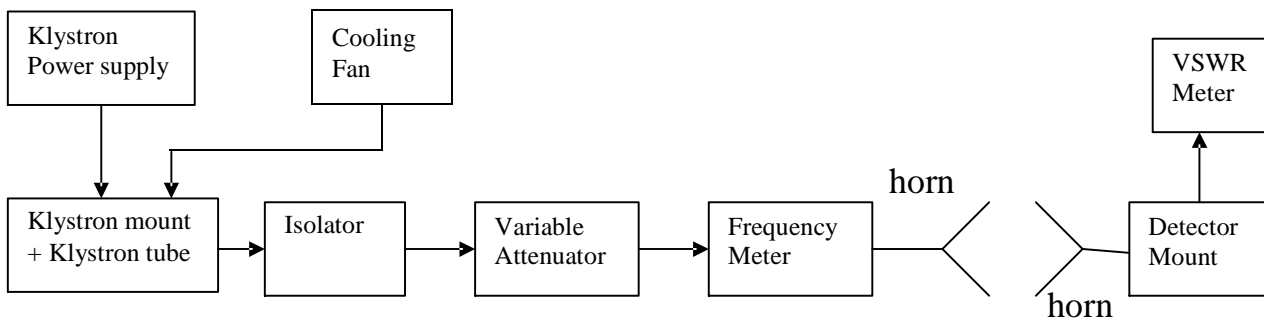 Klystron
Power supply
Cooling
Fan
VSWR
Meter
horn
Klystron mount
+ Klystron tube
Isolator
Variable
Attenuator
Frequency
Meter
Detector
Mount
horn